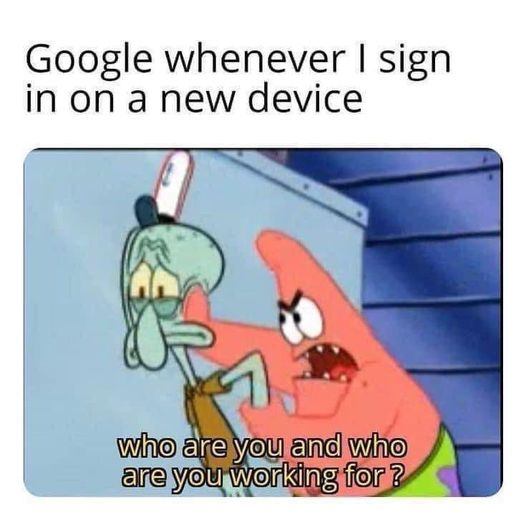 Google whenever I sign
in on a new device
who are you and who
are you working for ?